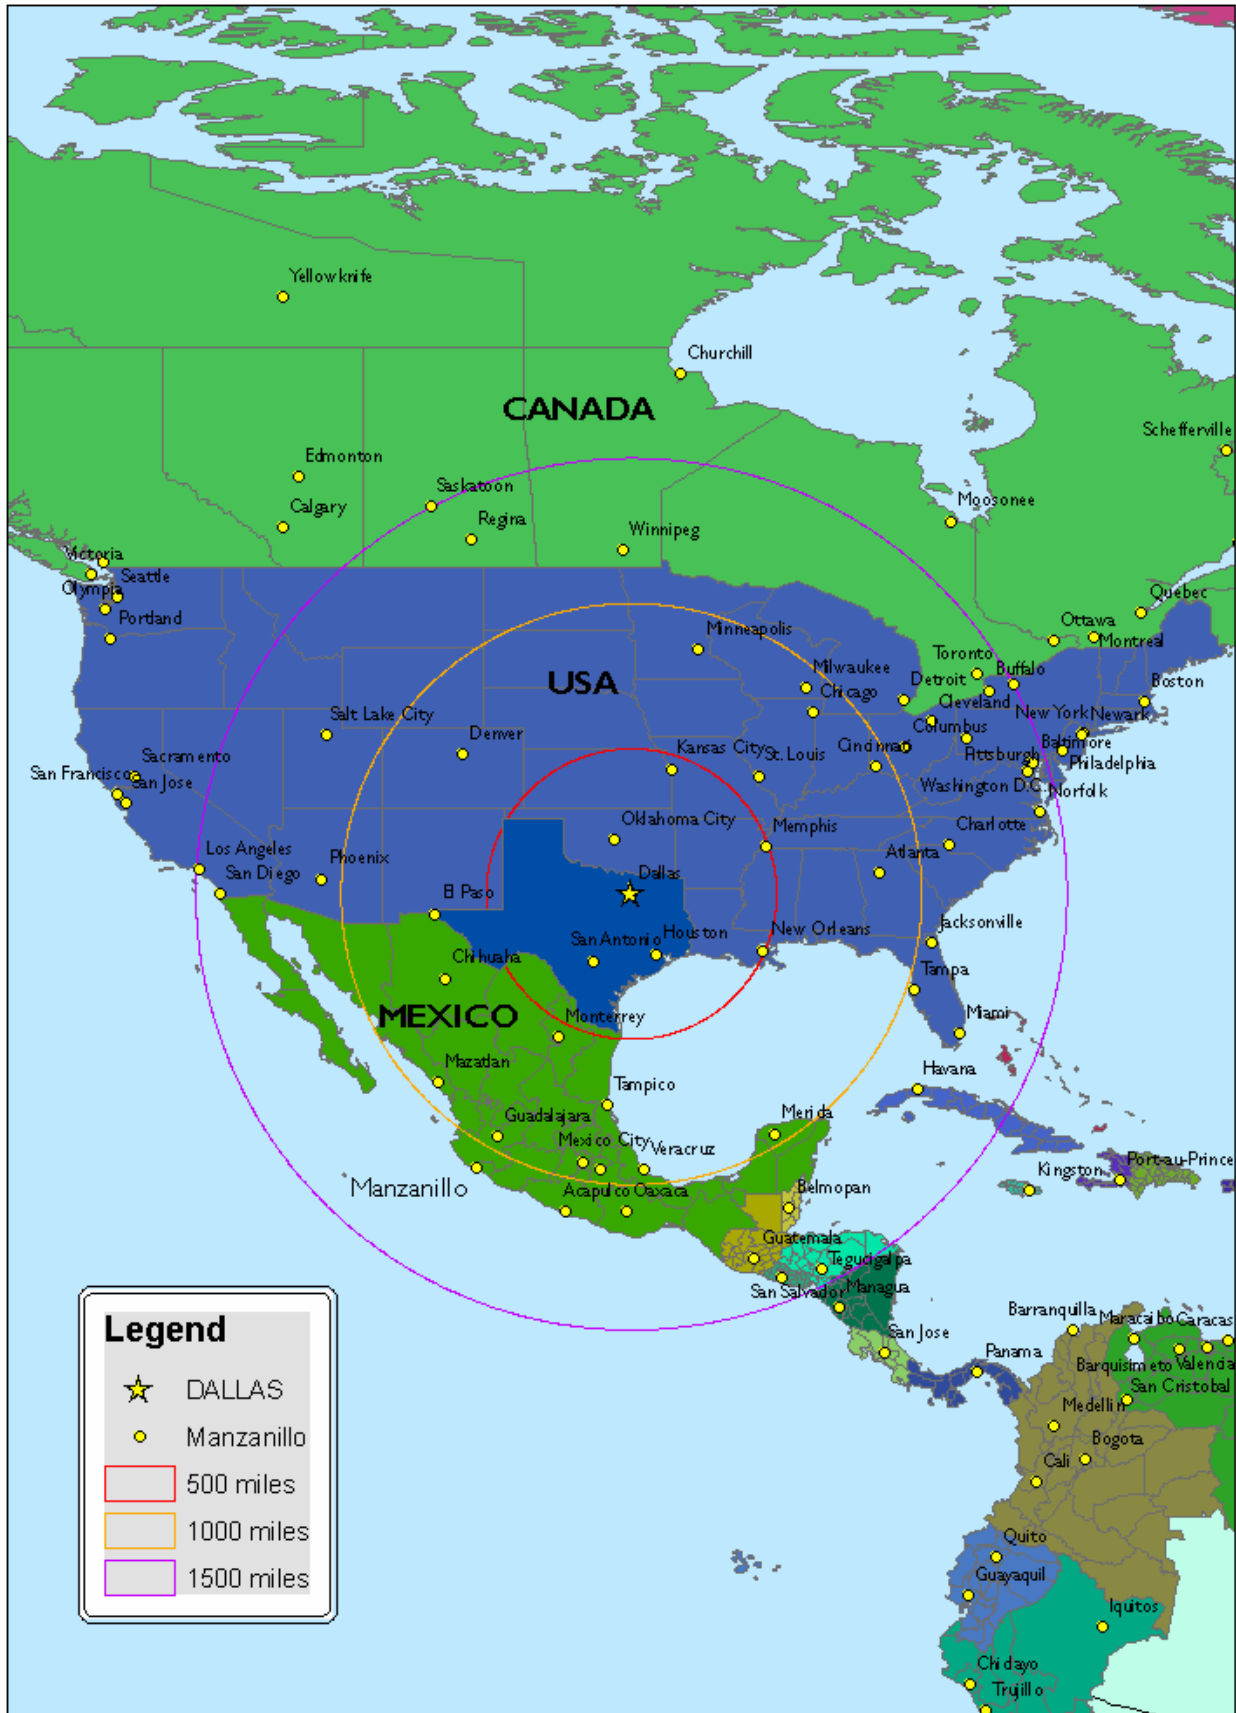 Yellowknife
Churchill
CANADA
Schefferville
Edmonton
Saskatoon
Moosonee
Calgary
Regina
Winnipeg
Victoria
Seattle
Olympia
Quebec
Portland
Ottawa
Minneapolis
Montreal
Toronto
USA
Milwaukee
Buffalo
Detroit
Chicago
Boston
Cleveland
Salt Lake City
New York
Newark
Columbus
Denver
Kansas City
St. Louis
Cincinnati
Baltimore
Sacramento
Pittsburgh
Philadelphia
San Francisco
San Jose
Washington D.C.
Norfolk
Oklahoma City
Memphis
Charlotte
Los Angeles
Phoenix
Atlanta
San Diego
Dallas
El Paso
New Orleans
Jacksonville
San Antonio
Houston
Chihuaha
Tampa
MEXICO
Monterrey
Miami
Mazatlan
Havana
Tampico
Guadalajara
Merida
Mexico City
Veracruz
Port-au-Prince
Kingston
Manzanillo
Acapulco
Oaxaca
Belmopan
Guatemala
Tegucigalpa
San Salvador
Managua
Barranquilla
Maracaibo
Caracas
San Jose
Panama
Barquisimeto
Valencia
San Cristobal
Medellin
Bogota
Cali
Quito
Guayaquil
Iquitos
Chidayo
Trujillo
Legend
DALLAS
Manzanillo
500 miles
1000 miles
1500 miles